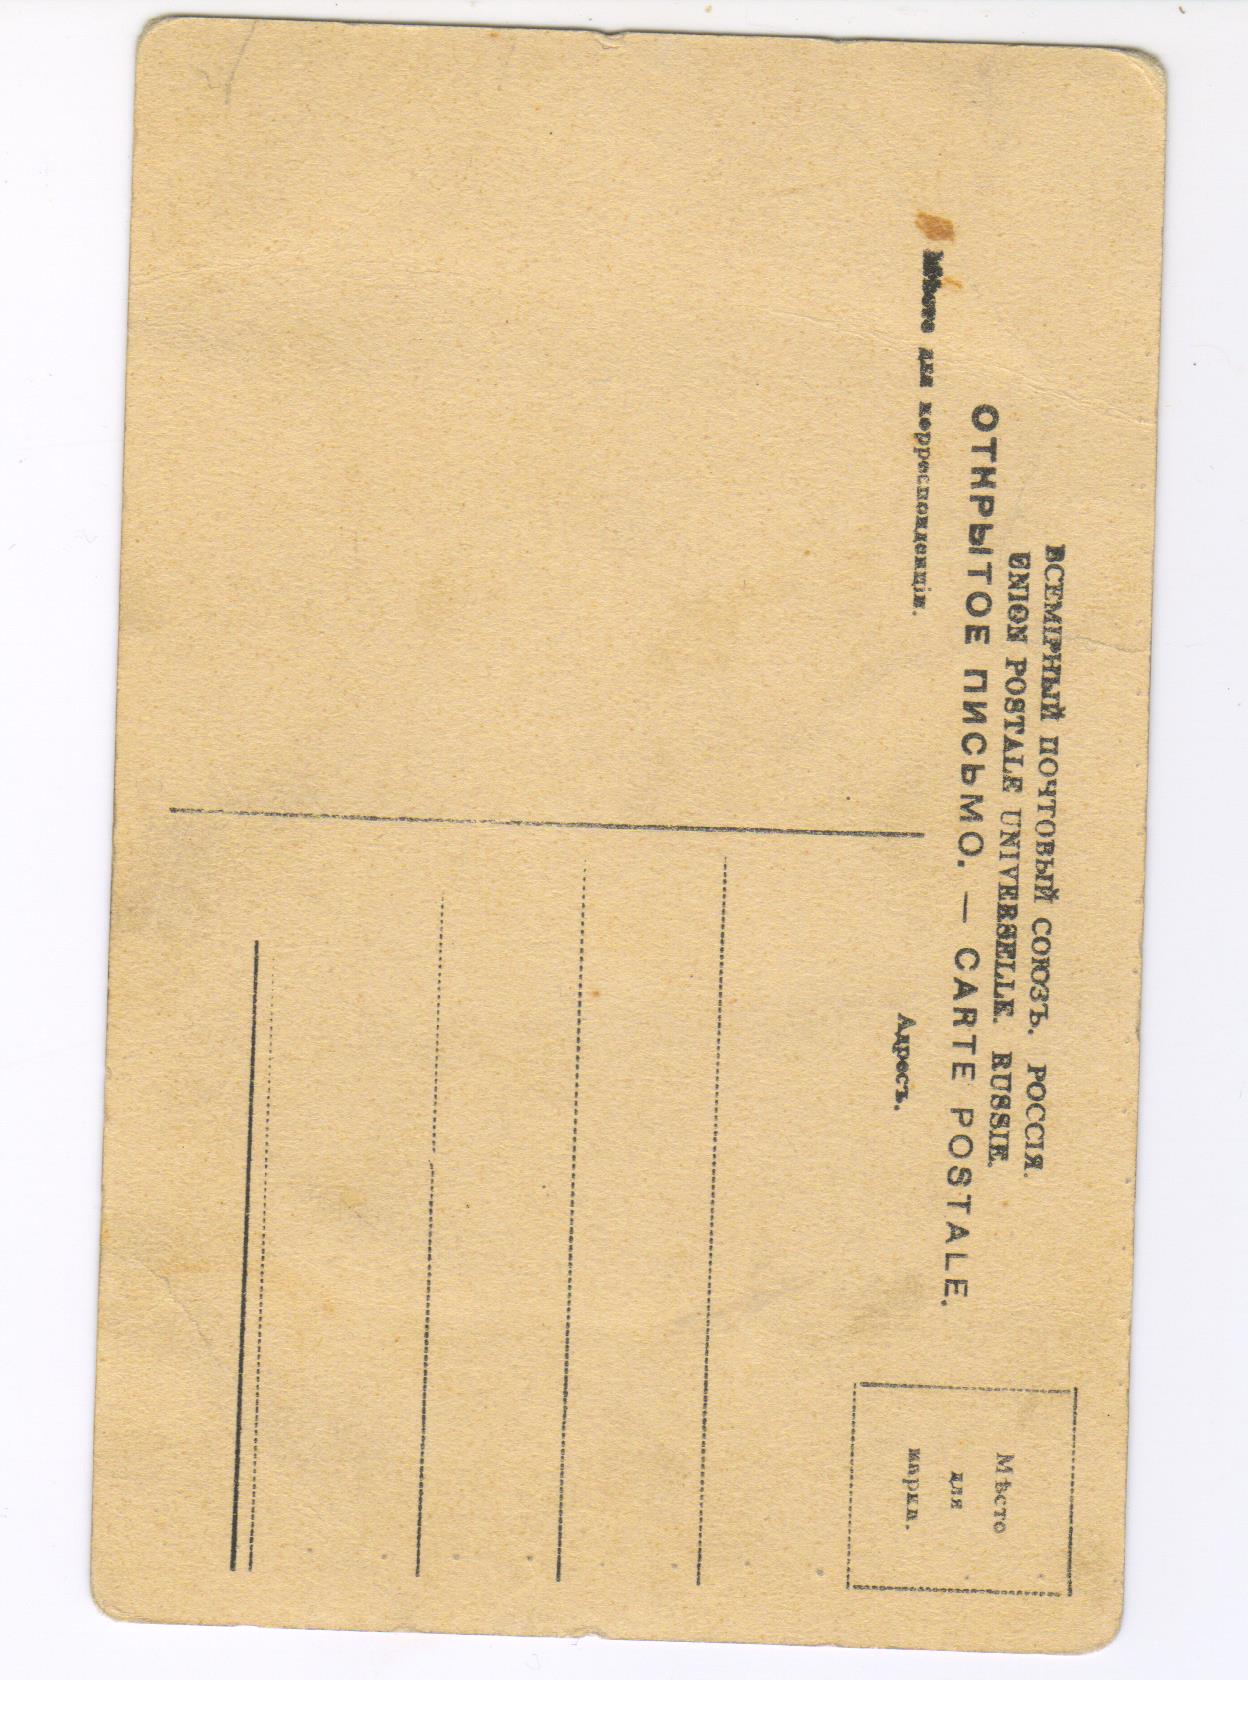 ВСЕМІРНЫЙ ПОЧТОВЫЙ СОЮЗЪ. РОССІЯ.
UNION POSTALE UNIVERSELLE. RUSSIE.
ОТКРЫТОЕ ПИСЬМО. — CARTE POSTALE.
Мѣсто для корреспонденціи.
Адресъ.
Мѣсто
для
марки.